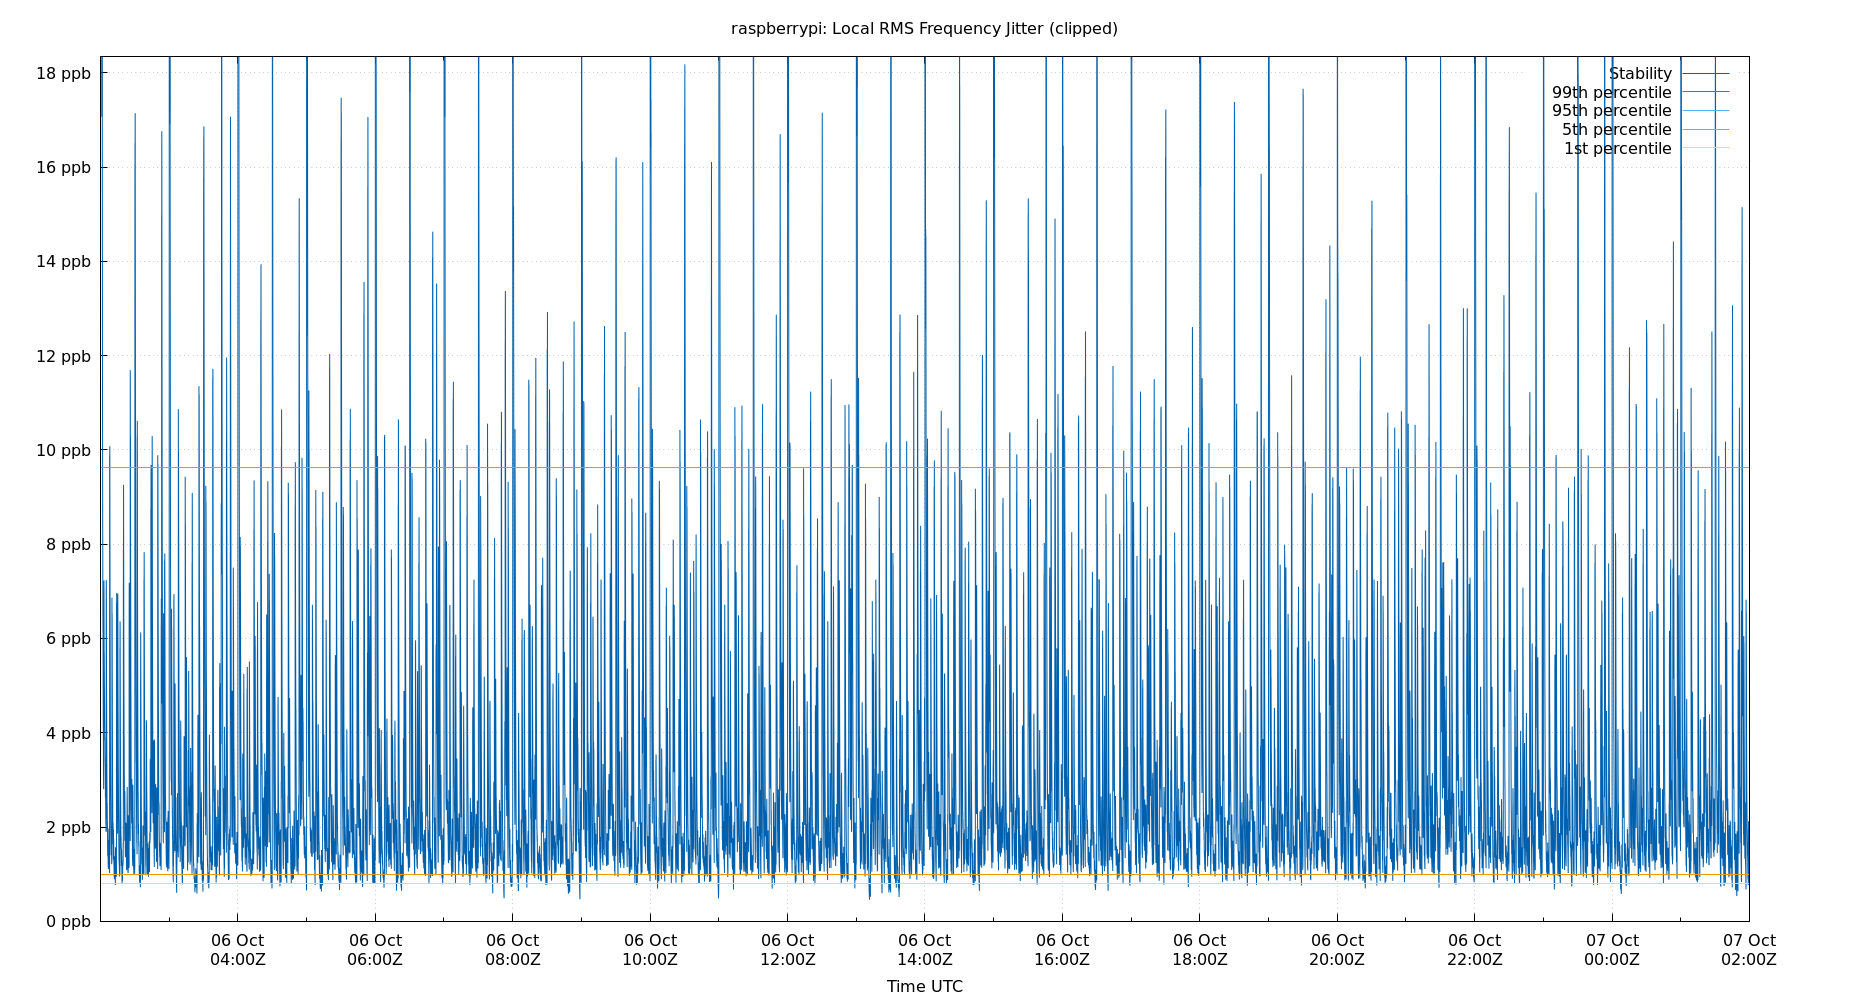 raspberrypi: Local RMS Frequency Jitter (clipped)
18 ppb
16 ppb
14 ppb
12 ppb
10 ppb
8 ppb
6 ppb
4 ppb
2 ppb
0 ppb
Stability
99th percentile
95th percentile
5th percentile
1st percentile
06 Oct 06 Oct 06 Oct 06 Oct 06 Oct 06 Oct 06 Oct 06 Oct 06 Oct 06 Oct 07 Oct 07 Oct
04:00Z 06:00Z 08:00Z 10:00Z 12:00Z 14:00Z 16:00Z 18:00Z 20:00Z 22:00Z 00:00Z 02:00Z
Time UTC